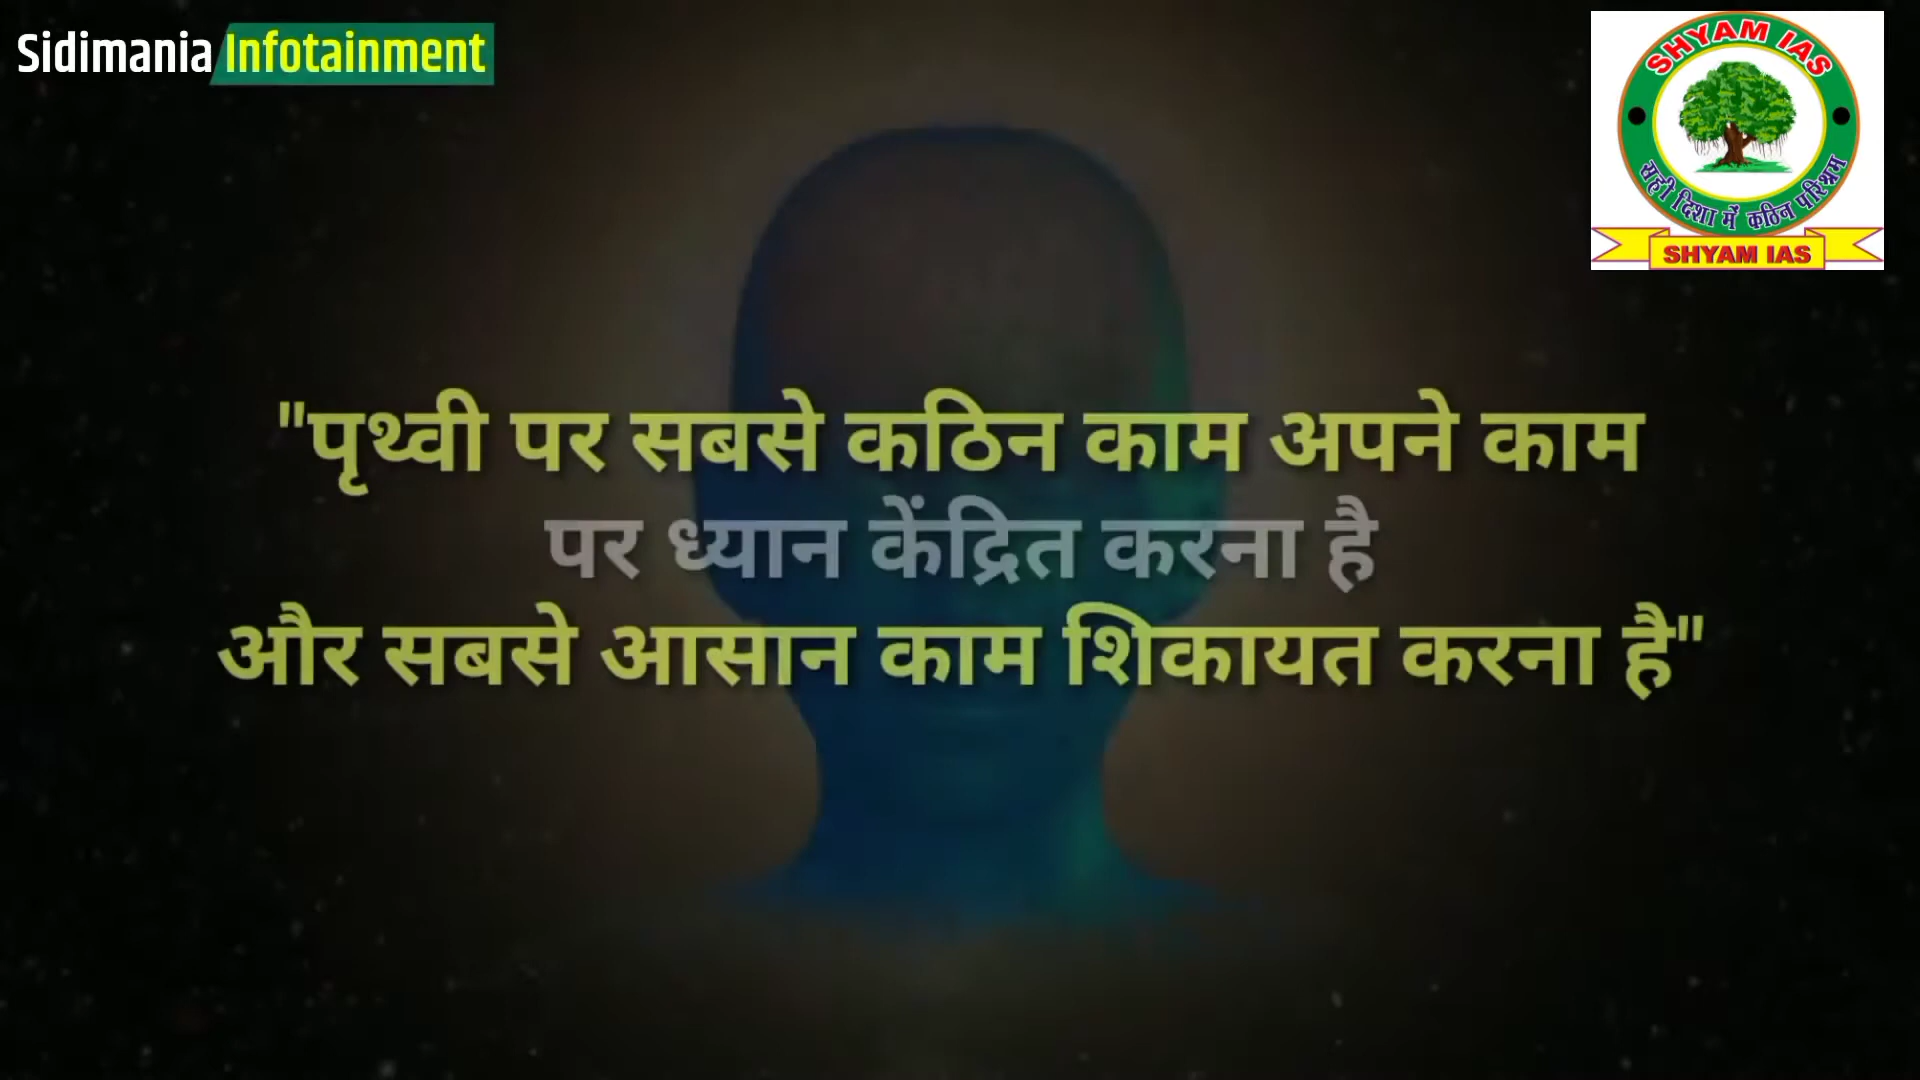 Sidimania Infotainment
SHYAM IAS
सही दिशा में कठिन परिश्रम
SHYAM IAS
"पृथ्वी पर सबसे कठिन काम अपने काम
पर ध्यान केंद्रित करना है
और सबसे आसान काम शिकायत करना है"